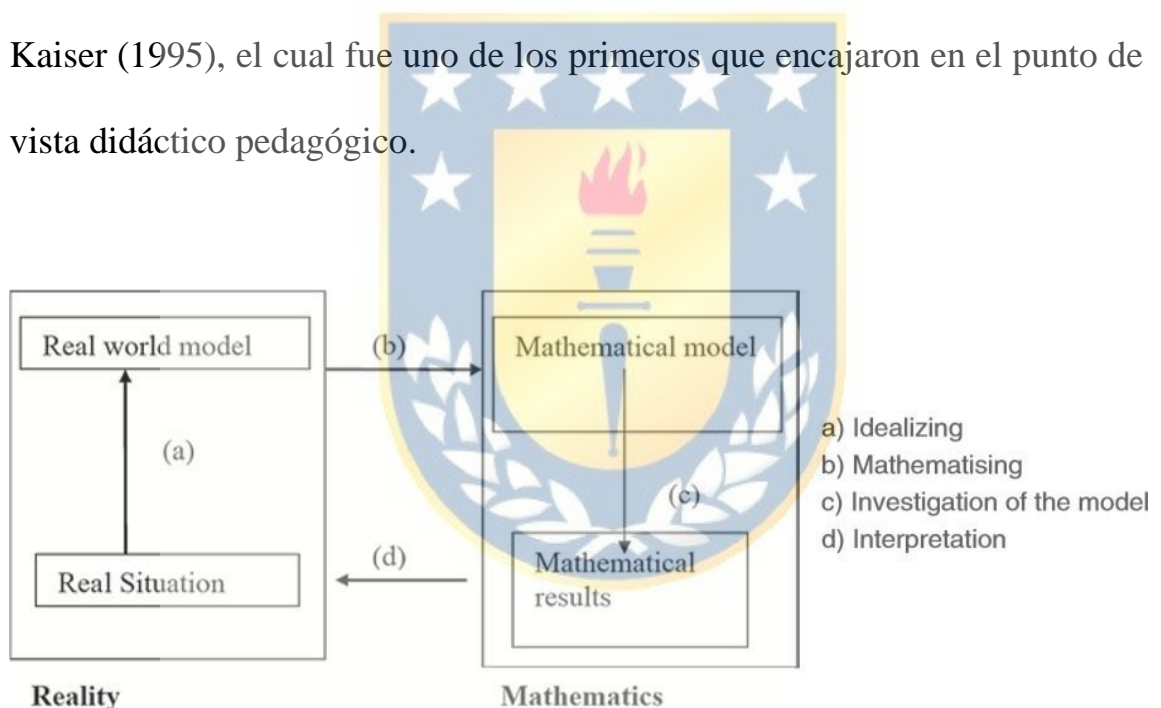 Kaiser (1995), el cual fue uno de los primeros que encajaron en el punto de
vista didáctico pedagógico.
Real world model
(b)
Mathematical model
(a)
(c)
Real Situation
(d)
Mathematical
results
a) Idealizing
b) Mathematising
c) Investigation of the model
d) Interpretation
Reality
Mathematics